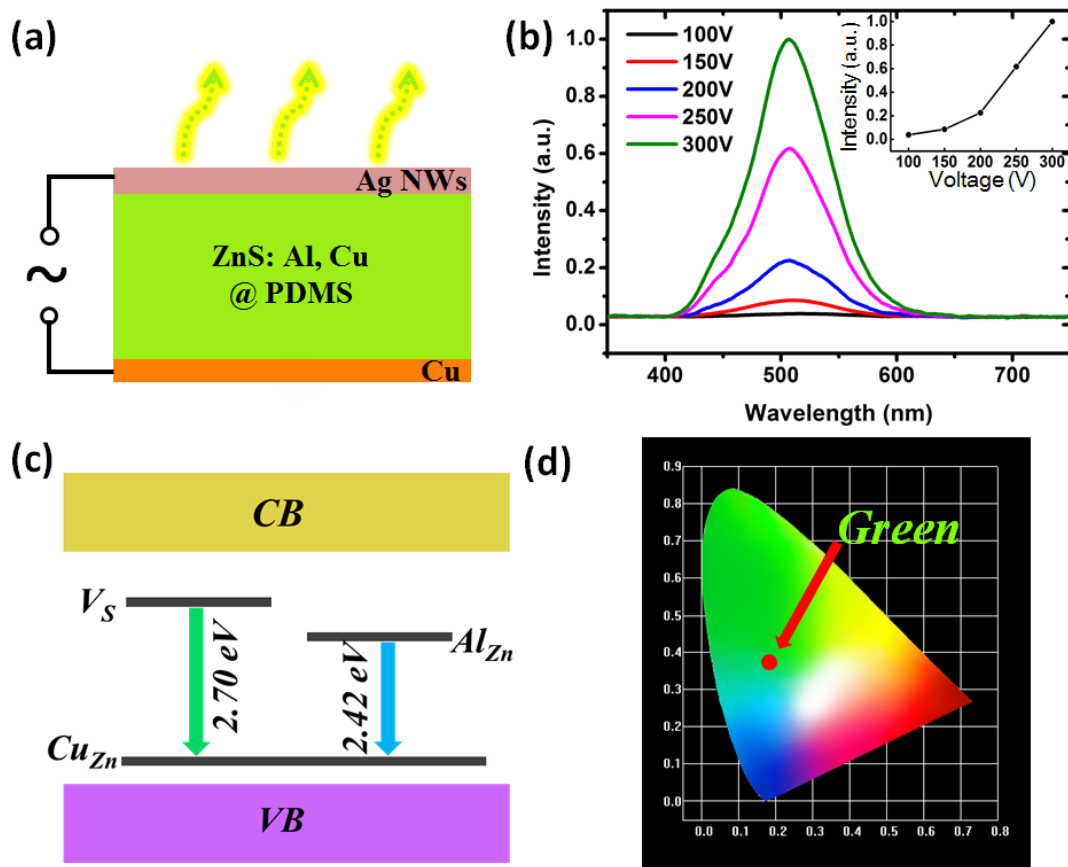 (a)
Ag NWs
ZnS: Al, Cu
@ PDMS
Cu
~
(b)
100V
150V
200V
250V
300V
Intensity (a.u.)
1.0
0.8
0.6
0.4
0.2
0.0
400
500
600
700
Wavelength (nm)
Intensity (a.u.)
1.0
0.8
0.6
0.4
0.2
0.0
100
150
200
250
300
Voltage (V)
(c)
CB
V_S
2.70 eV
Al_Zn
2.42 eV
Cu_Zn
VB
(d)
Green
0.9
0.8
0.7
0.6
0.5
0.4
0.3
0.2
0.1
0.0
0.0 0.1 0.2 0.3 0.4 0.5 0.6 0.7 0.8